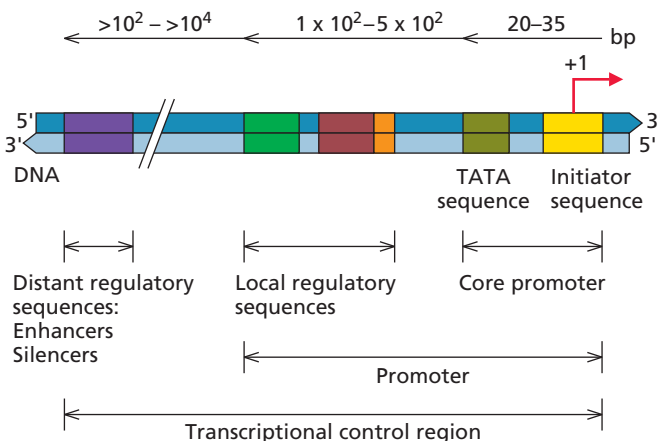 >10² – >10⁴
1 x 10²–5 x 10²
20–35
bp
+1
5' 3
3' 5'
DNA
TATA
sequence
Initiator
sequence
Distant regulatory
sequences:
Enhancers
Silencers
Local regulatory
sequences
Core promoter
Promoter
Transcriptional control region